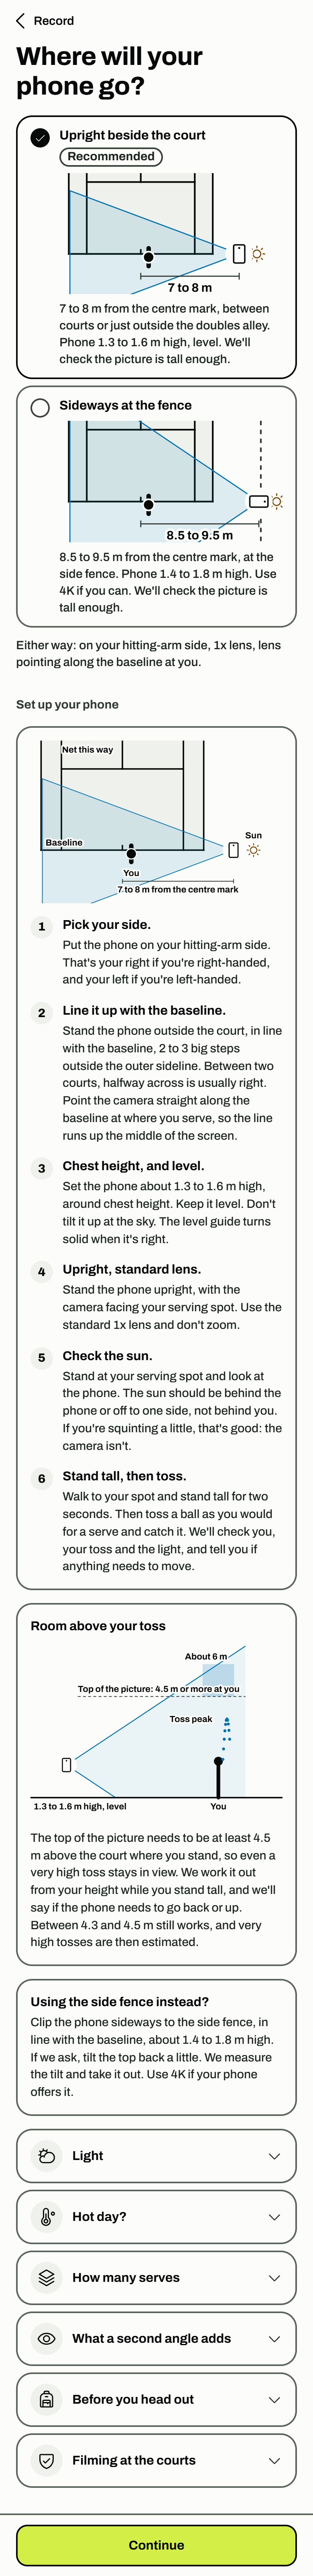 Record
Where will your
phone go?
Upright beside the court
Recommended
7 to 8 m
7 to 8 m from the centre mark, between
courts or just outside the doubles alley.
Phone 1.3 to 1.6 m high, level. We'll
check the picture is tall enough.
Sideways at the fence
8.5 to 9.5 m
8.5 to 9.5 m from the centre mark, at the
side fence. Phone 1.4 to 1.8 m high. Use
4K if you can. We'll check the picture is
tall enough.
Either way: on your hitting-arm side, 1x lens, lens
pointing along the baseline at you.
Set up your phone
Net this way
Sun
Baseline
You
7 to 8 m from the centre mark
1 Pick your side.
Put the phone on your hitting-arm side.
That's your right if you're right-handed,
and your left if you're left-handed.
2 Line it up with the baseline.
Stand the phone outside the court, in line
with the baseline, 2 to 3 big steps
outside the outer sideline. Between two
courts, halfway across is usually right.
Point the camera straight along the
baseline at where you serve, so the line
runs up the middle of the screen.
3 Chest height, and level.
Set the phone about 1.3 to 1.6 m high,
around chest height. Keep it level. Don't
tilt it up at the sky. The level guide turns
solid when it's right.
4 Upright, standard lens.
Stand the phone upright, with the
camera facing your serving spot. Use the
standard 1x lens and don't zoom.
5 Check the sun.
Stand at your serving spot and look at
the phone. The sun should be behind the
phone or off to one side, not behind you.
If you're squinting a little, that's good: the
camera isn't.
6 Stand tall, then toss.
Walk to your spot and stand tall for two
seconds. Then toss a ball as you would
for a serve and catch it. We'll check you,
your toss and the light, and tell you if
anything needs to move.
Room above your toss
About 6 m
Top of the picture: 4.5 m or more at you
Toss peak
1.3 to 1.6 m high, level
You
The top of the picture needs to be at least 4.5
m above the court where you stand, so even a
very high toss stays in view. We work it out
from your height while you stand tall, and we'll
say if the phone needs to go back or up.
Between 4.3 and 4.5 m still works, and very
high tosses are then estimated.
Using the side fence instead?
Clip the phone sideways to the side fence, in
line with the baseline, about 1.4 to 1.8 m high.
If we ask, tilt the top back a little. We measure
the tilt and take it out. Use 4K if your phone
offers it.
Light
Hot day?
How many serves
What a second angle adds
Before you head out
Filming at the courts
Continue